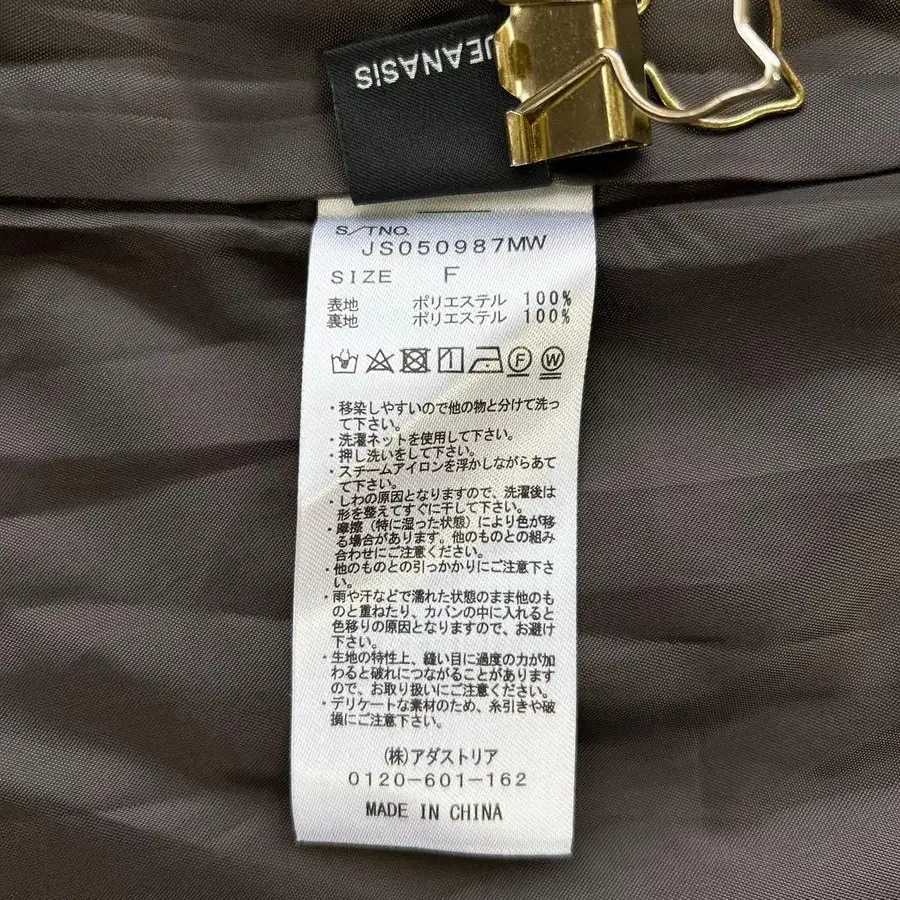 JEANASiS
S/TNO.
JS050987MW
SIZE F
表地 ポリエステル 100%
裏地 ポリエステル 100%
F W
・移染しやすいので他の物と分けて洗っ
て下さい。
・洗濯ネットを使用して下さい。
・押し洗いをして下さい。
・スチームアイロンを浮かしながらあて
て下さい。
・しわの原因となりますので、洗濯後は
形を整えてすぐに干して下さい。
・摩擦（特に湿った状態）により色が移
る場合があります。他のものとの組み
合わせにご注意ください。
・他のものとの引っかかりにご注意下さ
い。
・雨や汗などで濡れた状態のまま他のも
のと重ねたり、カバンの中に入れると
色移りの原因となりますので、お避け
下さい。
・生地の特性上、縫い目に過度の力が加
わると破れにつながることがあります
ので、お取り扱いにご注意ください。
・デリケートな素材のため、糸引きや破
損にご注意下さい。
(株)アダストリア
0120-601-162
MADE IN CHINA